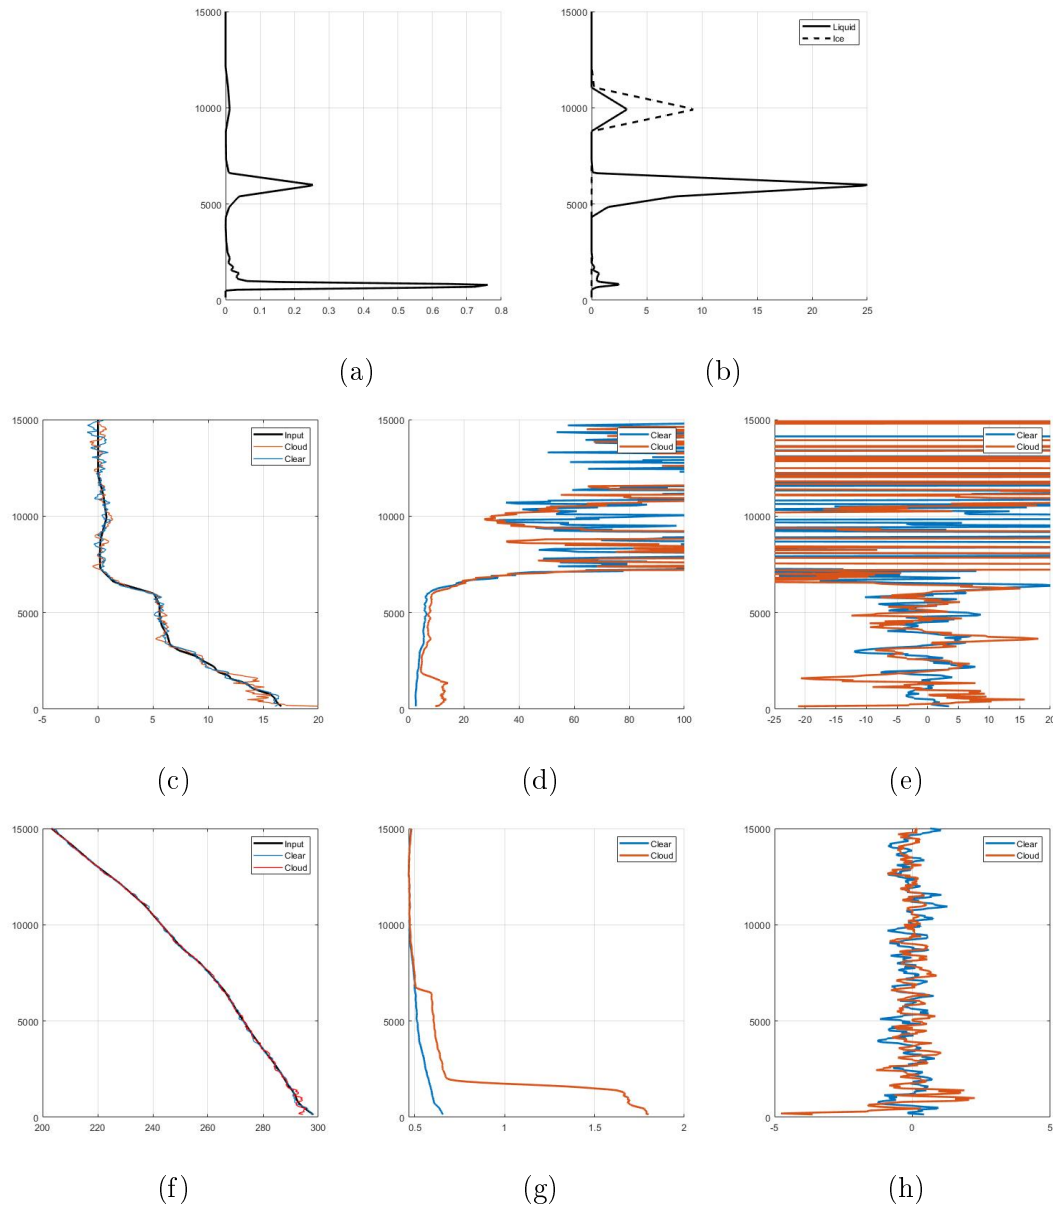 15000
10000
5000
0
0 0.1 0.2 0.3 0.4 0.5 0.6 0.7 0.8
(a)
15000
10000
5000
0
0 5 10 15 20 25
Liquid
Ice
(b)
15000
10000
5000
0
-5 0 5 10 15 20
Input
Cloud
Clear
(c)
15000
10000
5000
0
0 20 40 60 80 100
Clear
Cloud
(d)
15000
10000
5000
0
-25 -20 -15 -10 -5 0 5 10 15 20
Clear
Cloud
(e)
15000
10000
5000
0
200 220 240 260 280 300
Input
Clear
Cloud
(f)
15000
10000
5000
0
0.5 1 1.5 2
Clear
Cloud
(g)
15000
10000
5000
0
-5 0 5
Clear
Cloud
(h)